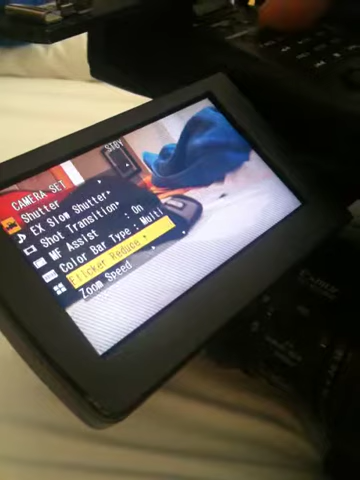 Stby
CAMERA SET
Shutter
EX Slow Shutter
Shot Transition
MF Assist : On
Color Bar Type : Multi
Flicker Reduce
Zoom Speed